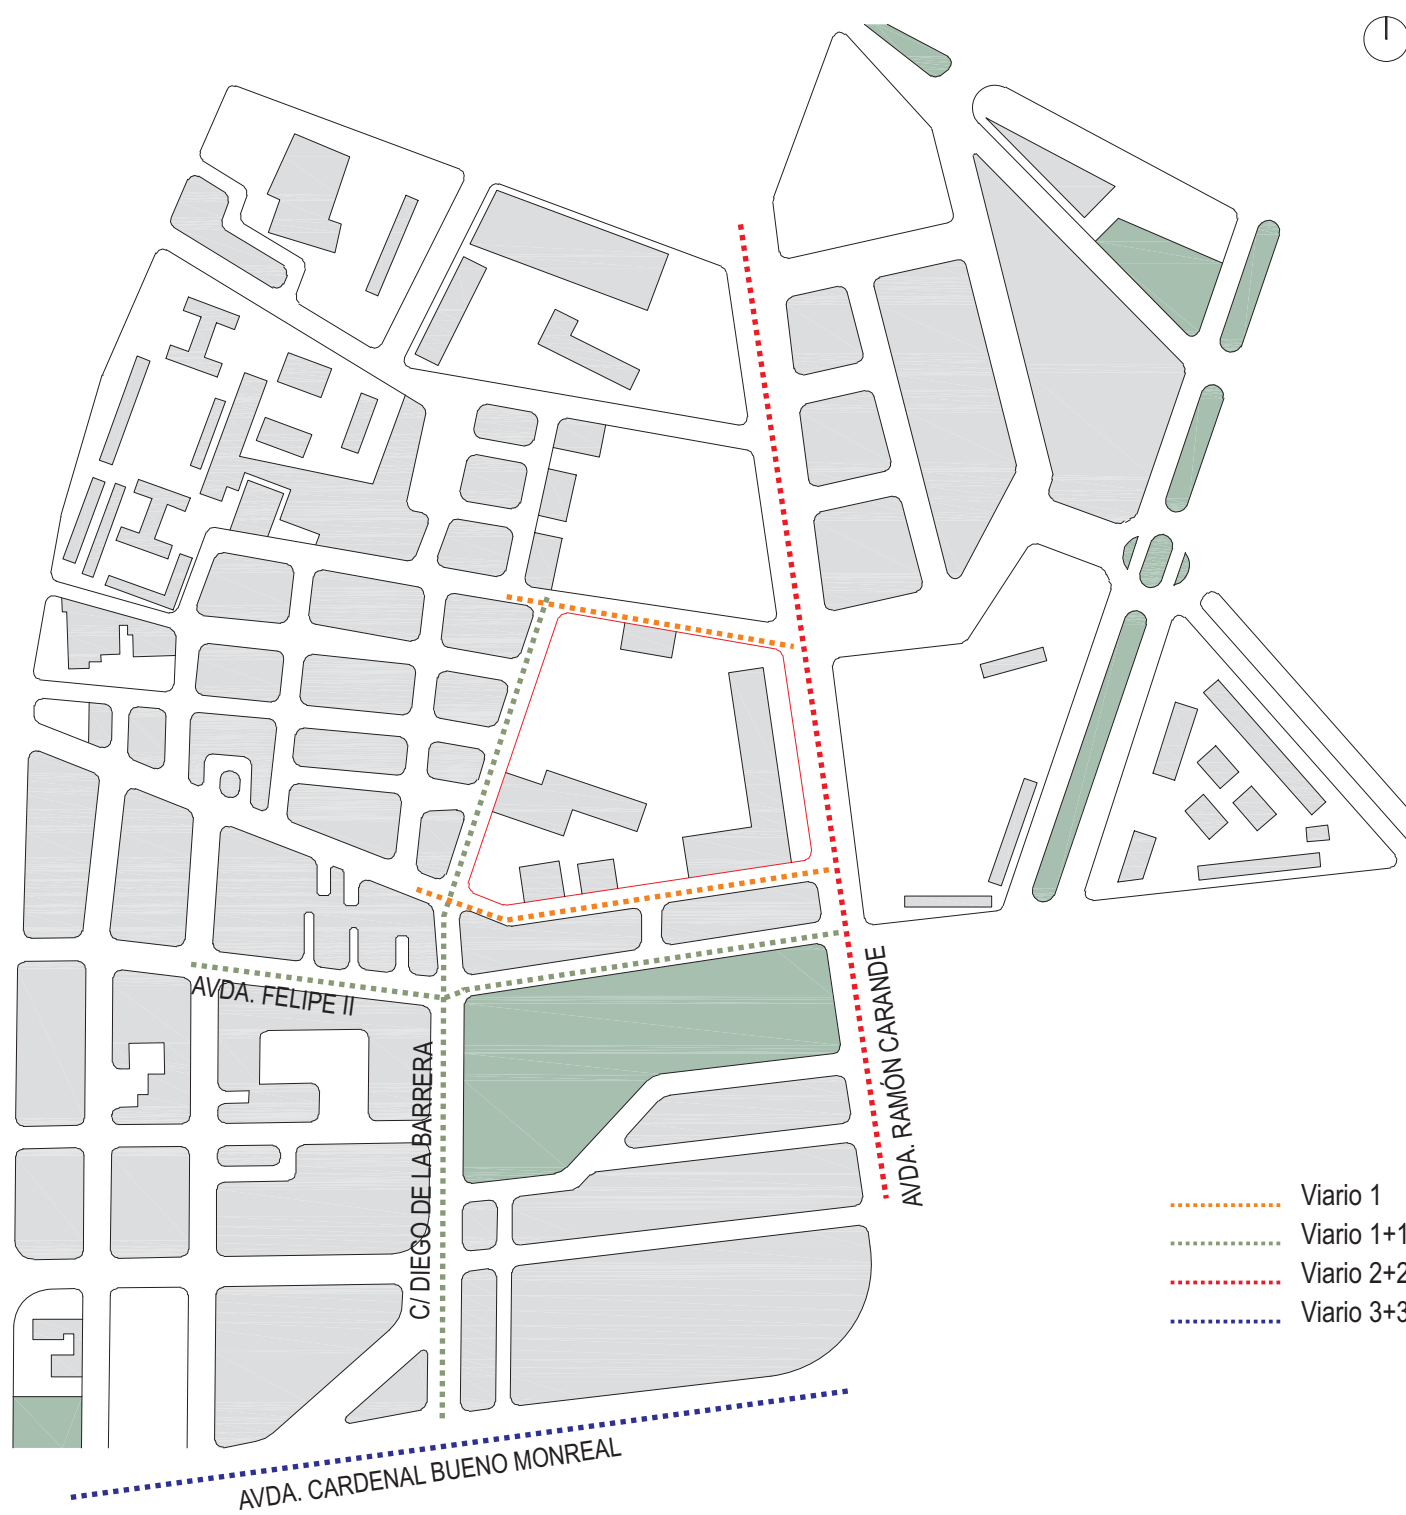 AVDA. FELIPE II
C/ DIEGO DE LA BARRERA
AVDA. RAMÓN CARANDE
Viario 1
Viario 1+1
Viario 2+2
Viario 3+3
AVDA. CARDENAL BUENO MONREAL